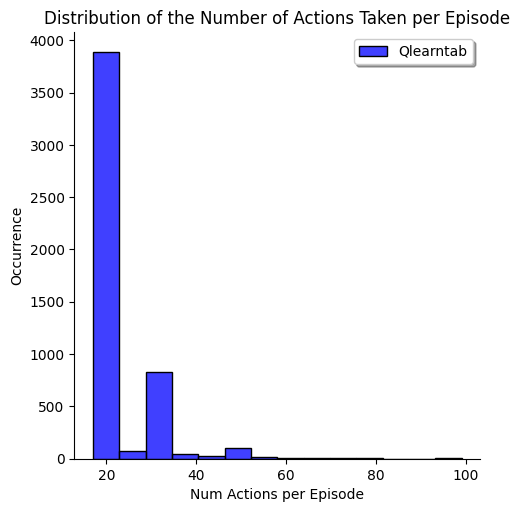 Distribution of the Number of Actions Taken per Episode
Qlearntab
4000
3500
3000
2500
2000
1500
1000
500
0
Occurrence
20 40 60 80 100
Num Actions per Episode